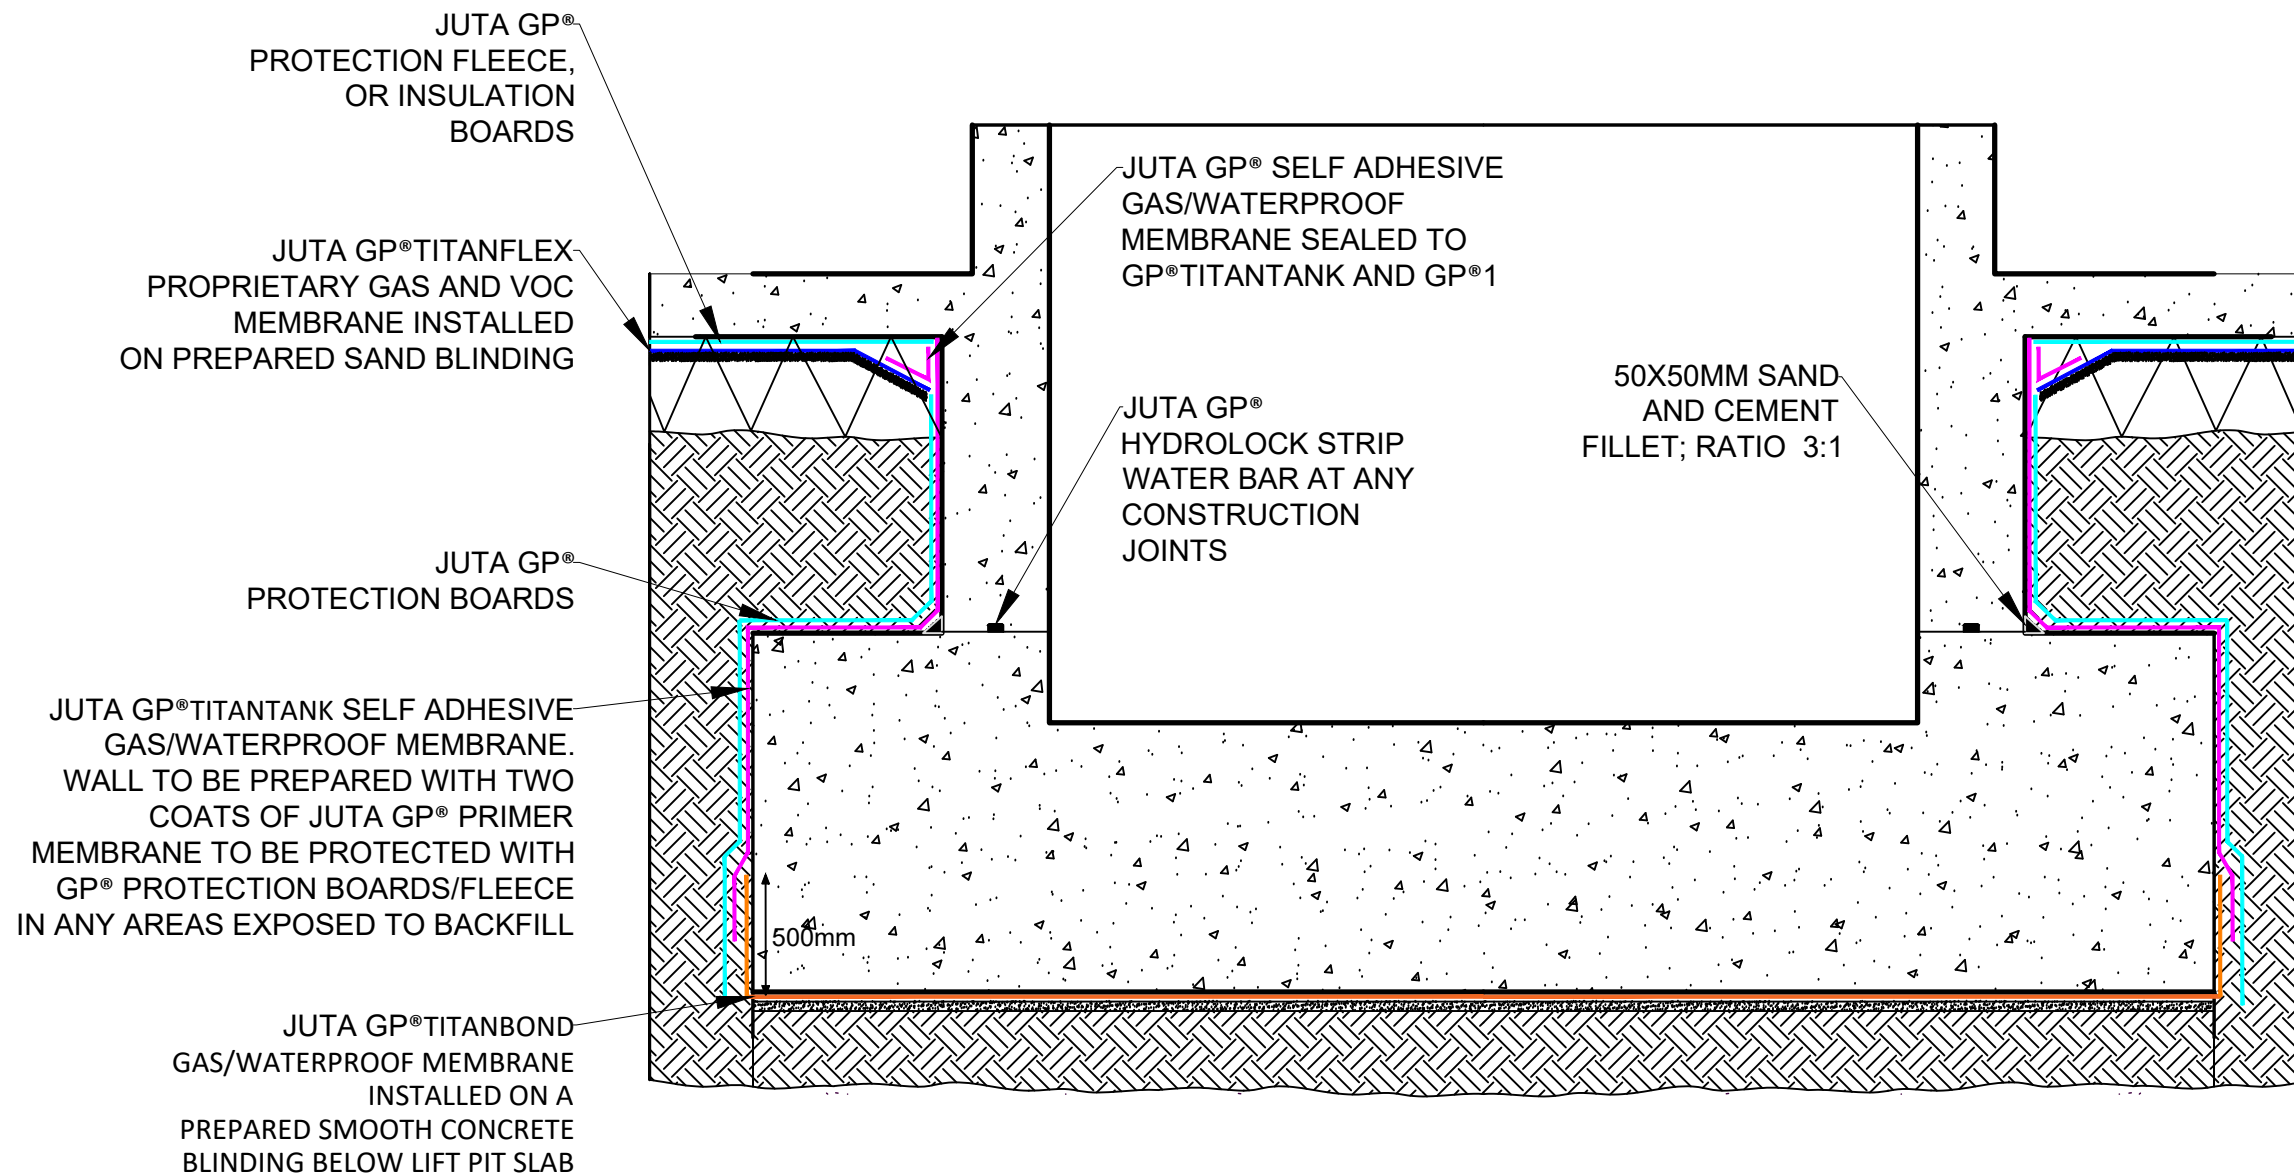 JUTA GP®
PROTECTION FLEECE,
OR INSULATION
BOARDS
JUTA GP®TITANFLEX
PROPRIETARY GAS AND VOC
MEMBRANE INSTALLED
ON PREPARED SAND BLINDING
JUTA GP®
PROTECTION BOARDS
JUTA GP®TITANTANK SELF ADHESIVE
GAS/WATERPROOF MEMBRANE.
WALL TO BE PREPARED WITH TWO
COATS OF JUTA GP® PRIMER
MEMBRANE TO BE PROTECTED WITH
GP® PROTECTION BOARDS/FLEECE
IN ANY AREAS EXPOSED TO BACKFILL
JUTA GP®TITANBOND
GAS/WATERPROOF MEMBRANE
INSTALLED ON A
PREPARED SMOOTH CONCRETE
BLINDING BELOW LIFT PIT SLAB
JUTA GP® SELF ADHESIVE
GAS/WATERPROOF
MEMBRANE SEALED TO
GP®TITANTANK AND GP®1
JUTA GP®
HYDROLOCK STRIP
WATER BAR AT ANY
CONSTRUCTION
JOINTS
50X50MM SAND
AND CEMENT
FILLET; RATIO 3:1
500mm